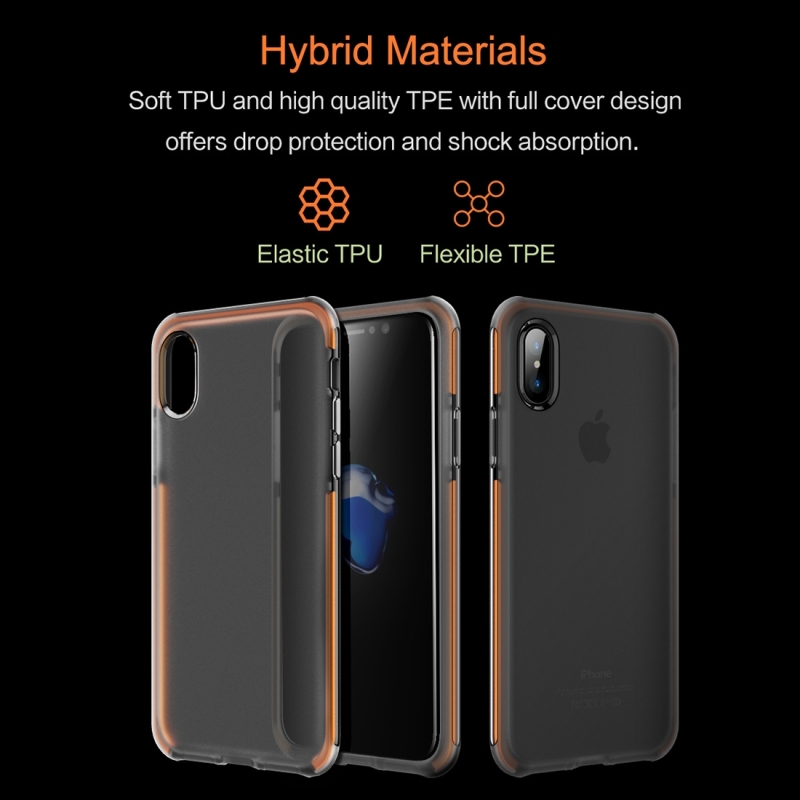 Hybrid Materials
Soft TPU and high quality TPE with full cover design
offers drop protection and shock absorption.
Elastic TPU
Flexible TPE
iPhone